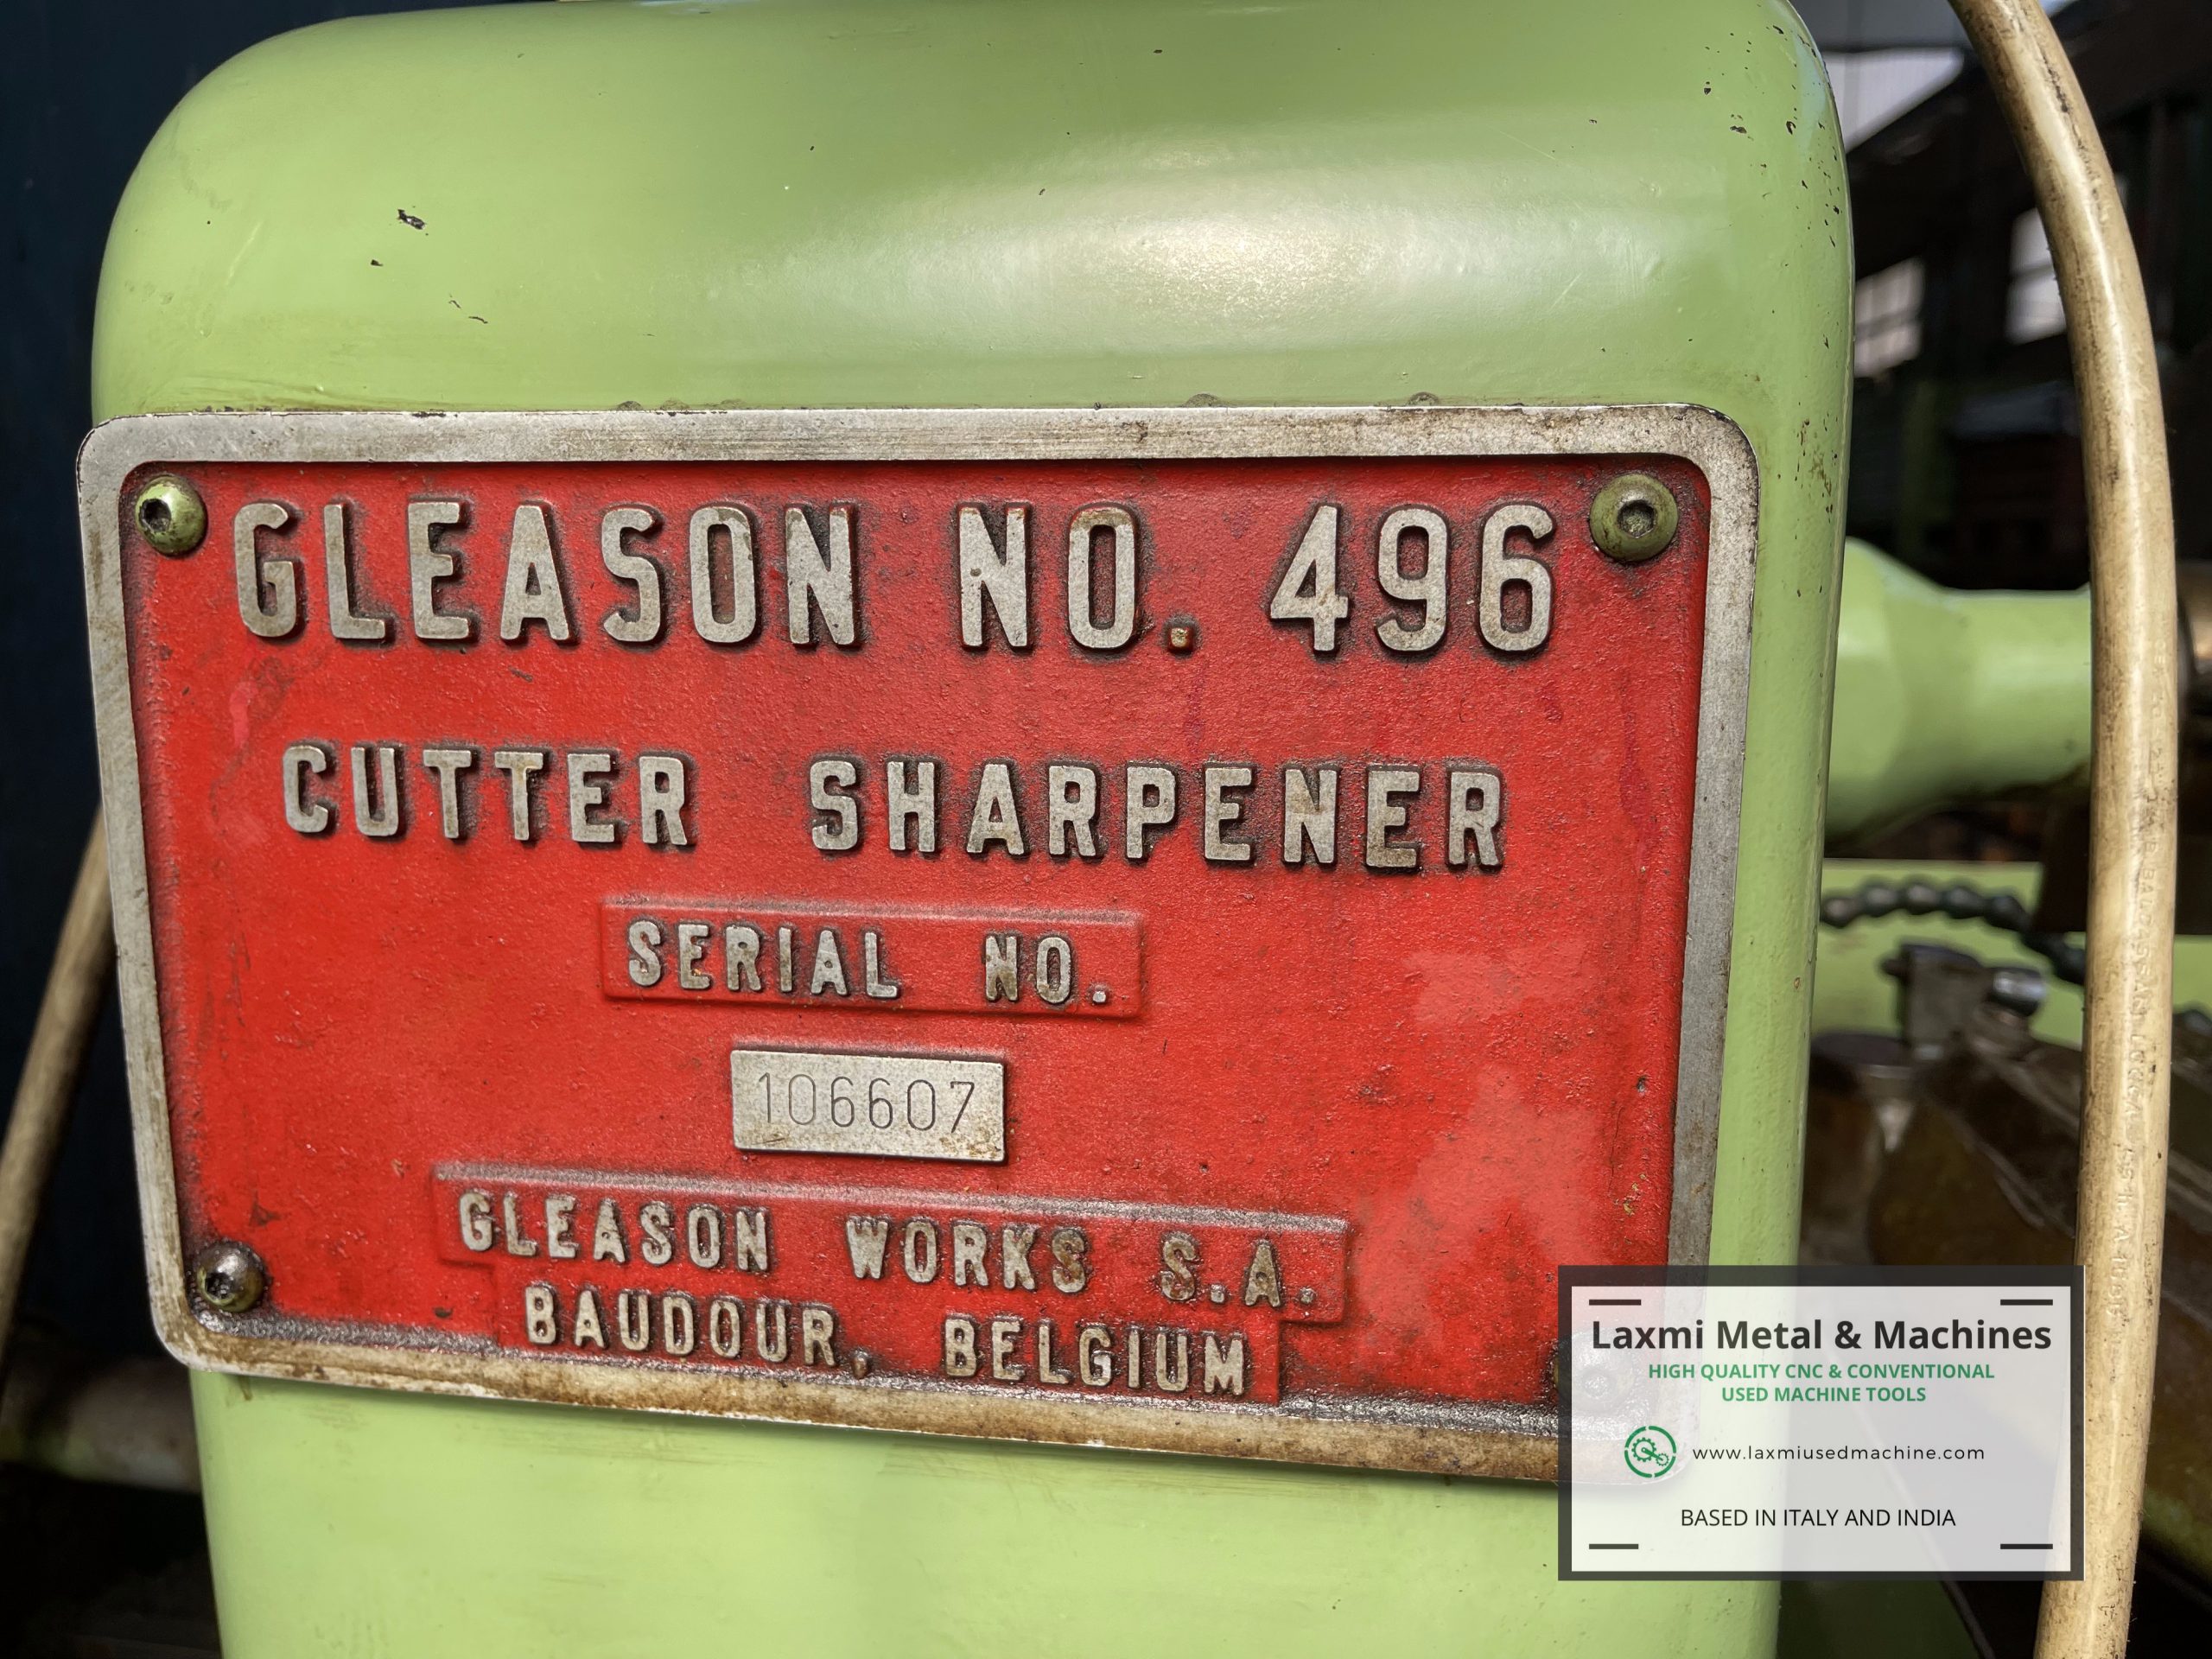 GLEASON NO. 496
CUTTER SHARPENER
SERIAL NO.
106607
GLEASON WORKS S.A.
BAUDOUR, BELGIUM
Laxmi Metal & Machines
HIGH QUALITY CNC & CONVENTIONAL
USED MACHINE TOOLS
www.laxmiusedmachine.com
BASED IN ITALY AND INDIA